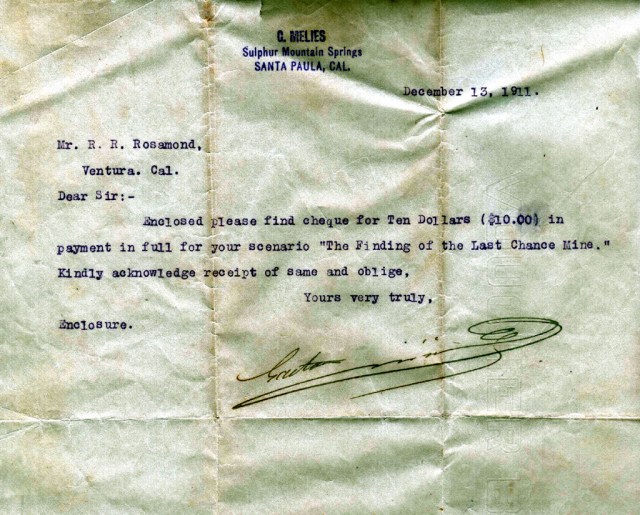 G. MELIES
Sulphur Mountain Springs
SANTA PAULA, CAL.
December 13, 1911.
Mr. R. R. Rosamond,
Ventura. Cal.
Dear Sir:-
Enclosed please find cheque for Ten Dollars ($10.00) in
payment in full for your scenario "The Finding of the Last Chance Mine."
Kindly acknowledge receipt of same and oblige,
Yours very truly,
Enclosure.